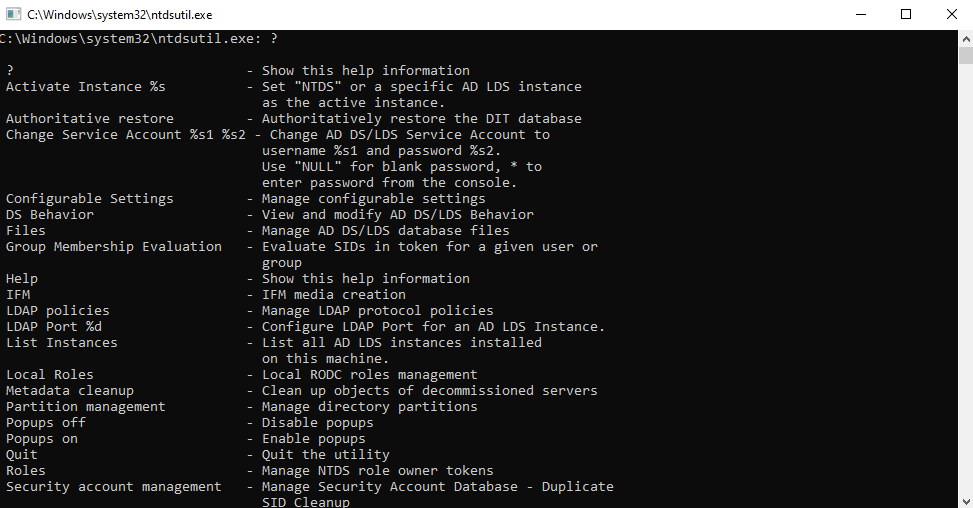 C:\Windows\system32\ntdsutil.exe
C:\Windows\system32\ntdsutil.exe: ?
? - Show this help information
Activate Instance %s - Set "NTDS" or a specific AD LDS instance
as the active instance.
Authoritative restore - Authoritatively restore the DIT database
Change Service Account %s1 %s2 - Change AD DS/LDS Service Account to
username %s1 and password %s2.
Use "NULL" for blank password, * to
enter password from the console.
Configurable Settings - Manage configurable settings
DS Behavior - View and modify AD DS/LDS Behavior
Files - Manage AD DS/LDS database files
Group Membership Evaluation - Evaluate SIDs in token for a given user or
group
Help - Show this help information
IFM - IFM media creation
LDAP policies - Manage LDAP protocol policies
LDAP Port %d - Configure LDAP Port for an AD LDS Instance.
List Instances - List all AD LDS instances installed
on this machine.
Local Roles - Local RODC roles management
Metadata cleanup - Clean up objects of decommissioned servers
Partition management - Manage directory partitions
Popups off - Disable popups
Popups on - Enable popups
Quit - Quit the utility
Roles - Manage NTDS role owner tokens
Security account management - Manage Security Account Database - Duplicate
SID Cleanup